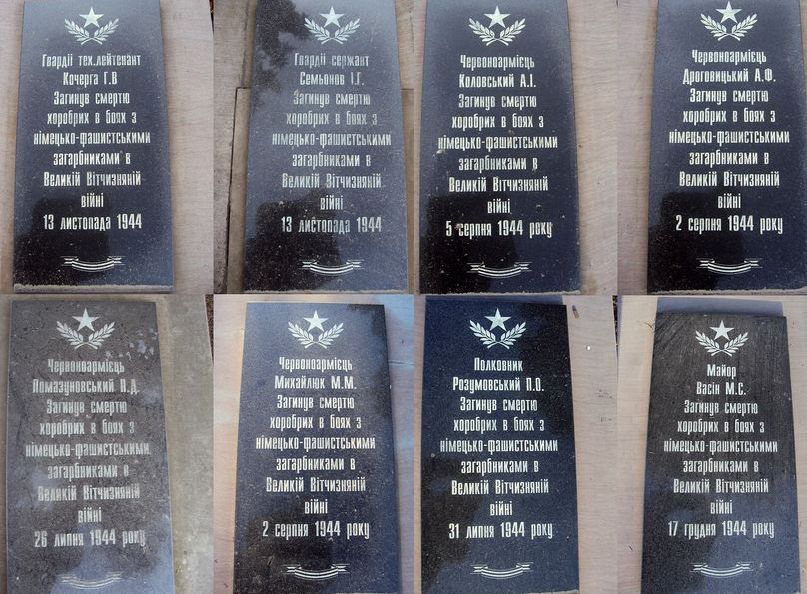 Гвардії тех.лейтенант
Кочерга Г.В
Загинув смертю
хоробрих в боях з
німецько-фашистськими
загарбниками в
Великій Вітчизняній
війні
13 листопада 1944
Гвардії сержант
Семьонов І.Г.
Загинув смертю
хоробрих в боях з
німецько-фашистськими
загарбниками в
Великій Вітчизняній
війні
13 листопада 1944
Червоноармієць
Коловський А.І.
Загинув смертю
хоробрих в боях з
німецько-фашистськими
загарбниками в
Великій Вітчизняній
війні
5 серпня 1944 року
Червоноармієць
Дроговицький А.Ф.
Загинув смертю
хоробрих в боях з
німецько-фашистськими
загарбниками в
Великій Вітчизняній
війні
2 серпня 1944 року
Червоноармієць
Помазуновський П.Д.
Загинув смертю
хоробрих в боях з
німецько-фашистськими
загарбниками в
Великій Вітчизняній
війні
26 липня 1944 року
Червоноармієць
Михайлюк М.М.
Загинув смертю
хоробрих в боях з
німецько-фашистськими
загарбниками в
Великій Вітчизняній
війні
2 серпня 1944 року
Полковник
Розумовський П.О.
Загинув смертю
хоробрих в боях з
німецько-фашистськими
загарбниками в
Великій Вітчизняній
війні
31 липня 1944 року
Майор
Васін М.С.
Загинув смертю
хоробрих в боях з
німецько-фашистськими
загарбниками в
Великій Вітчизняній
війні
17 грудня 1944 року